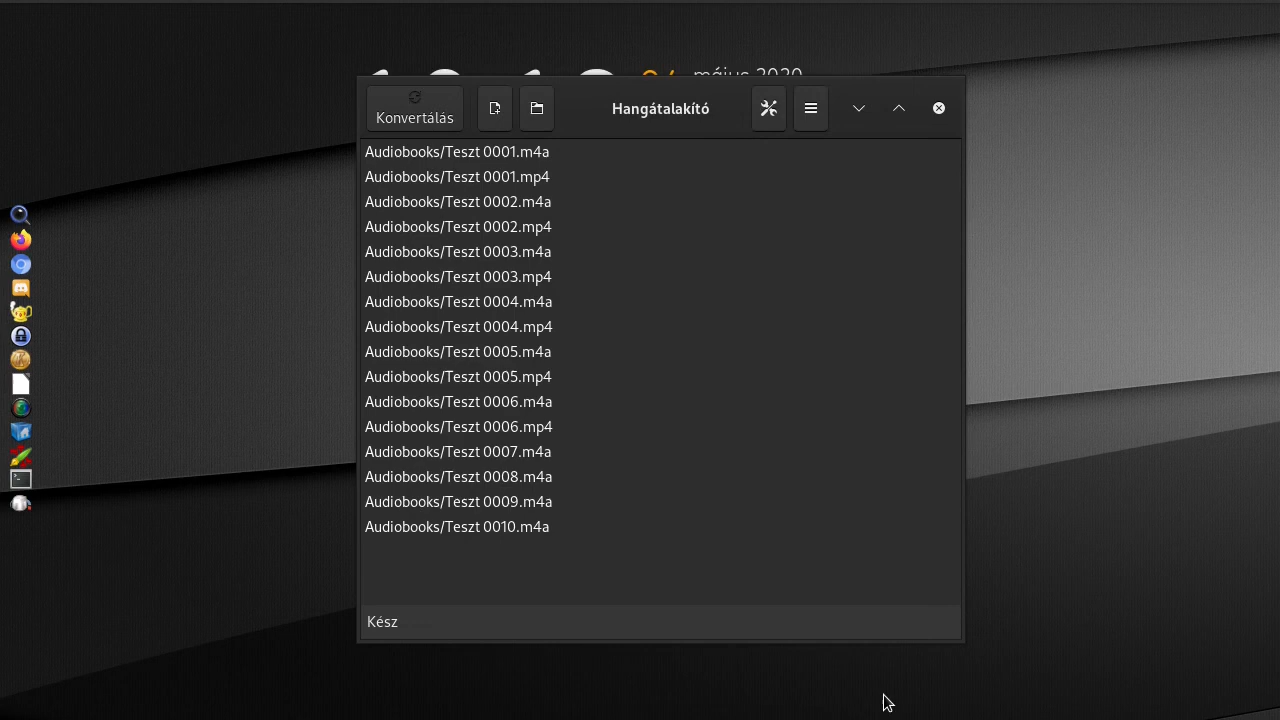 május 2020
Konvertálás
Hangátalakító
Audiobooks/Teszt 0001.m4a
Audiobooks/Teszt 0001.mp4
Audiobooks/Teszt 0002.m4a
Audiobooks/Teszt 0002.mp4
Audiobooks/Teszt 0003.m4a
Audiobooks/Teszt 0003.mp4
Audiobooks/Teszt 0004.m4a
Audiobooks/Teszt 0004.mp4
Audiobooks/Teszt 0005.m4a
Audiobooks/Teszt 0005.mp4
Audiobooks/Teszt 0006.m4a
Audiobooks/Teszt 0006.mp4
Audiobooks/Teszt 0007.m4a
Audiobooks/Teszt 0008.m4a
Audiobooks/Teszt 0009.m4a
Audiobooks/Teszt 0010.m4a
Kész